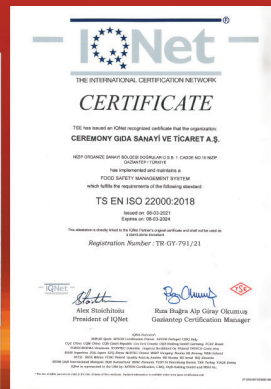 IQNet ®
THE INTERNATIONAL CERTIFICATION NETWORK
CERTIFICATE
TSE has issued an IQNet recognized certificate that the organization:
CEREMONY GIDA SANAYİ VE TİCARET A.Ş.
NİZİP ORGANİZE SANAYİ BÖLGESİ DOĞRULAR O.S.B. 1. CADDE NO:15 NİZİP
GAZİANTEP / TÜRKİYE
has implemented and maintains a
FOOD SAFETY MANAGEMENT SYSTEM
which fulfills the requirements of the following standard:
TS EN ISO 22000:2018
Issued on: 08-03-2021
Expires on: 08-03-2024
This attestation is directly linked to the IQNet Partner's original certificate and shall not be used as
a stand-alone document
Registration Number : TR-GY-791/21
IQNet
TSE
Alex Stoichitoiu
President of IQNet
Rıza Buğra Alp Giray Okumuş
Gaziantep Certification Manager